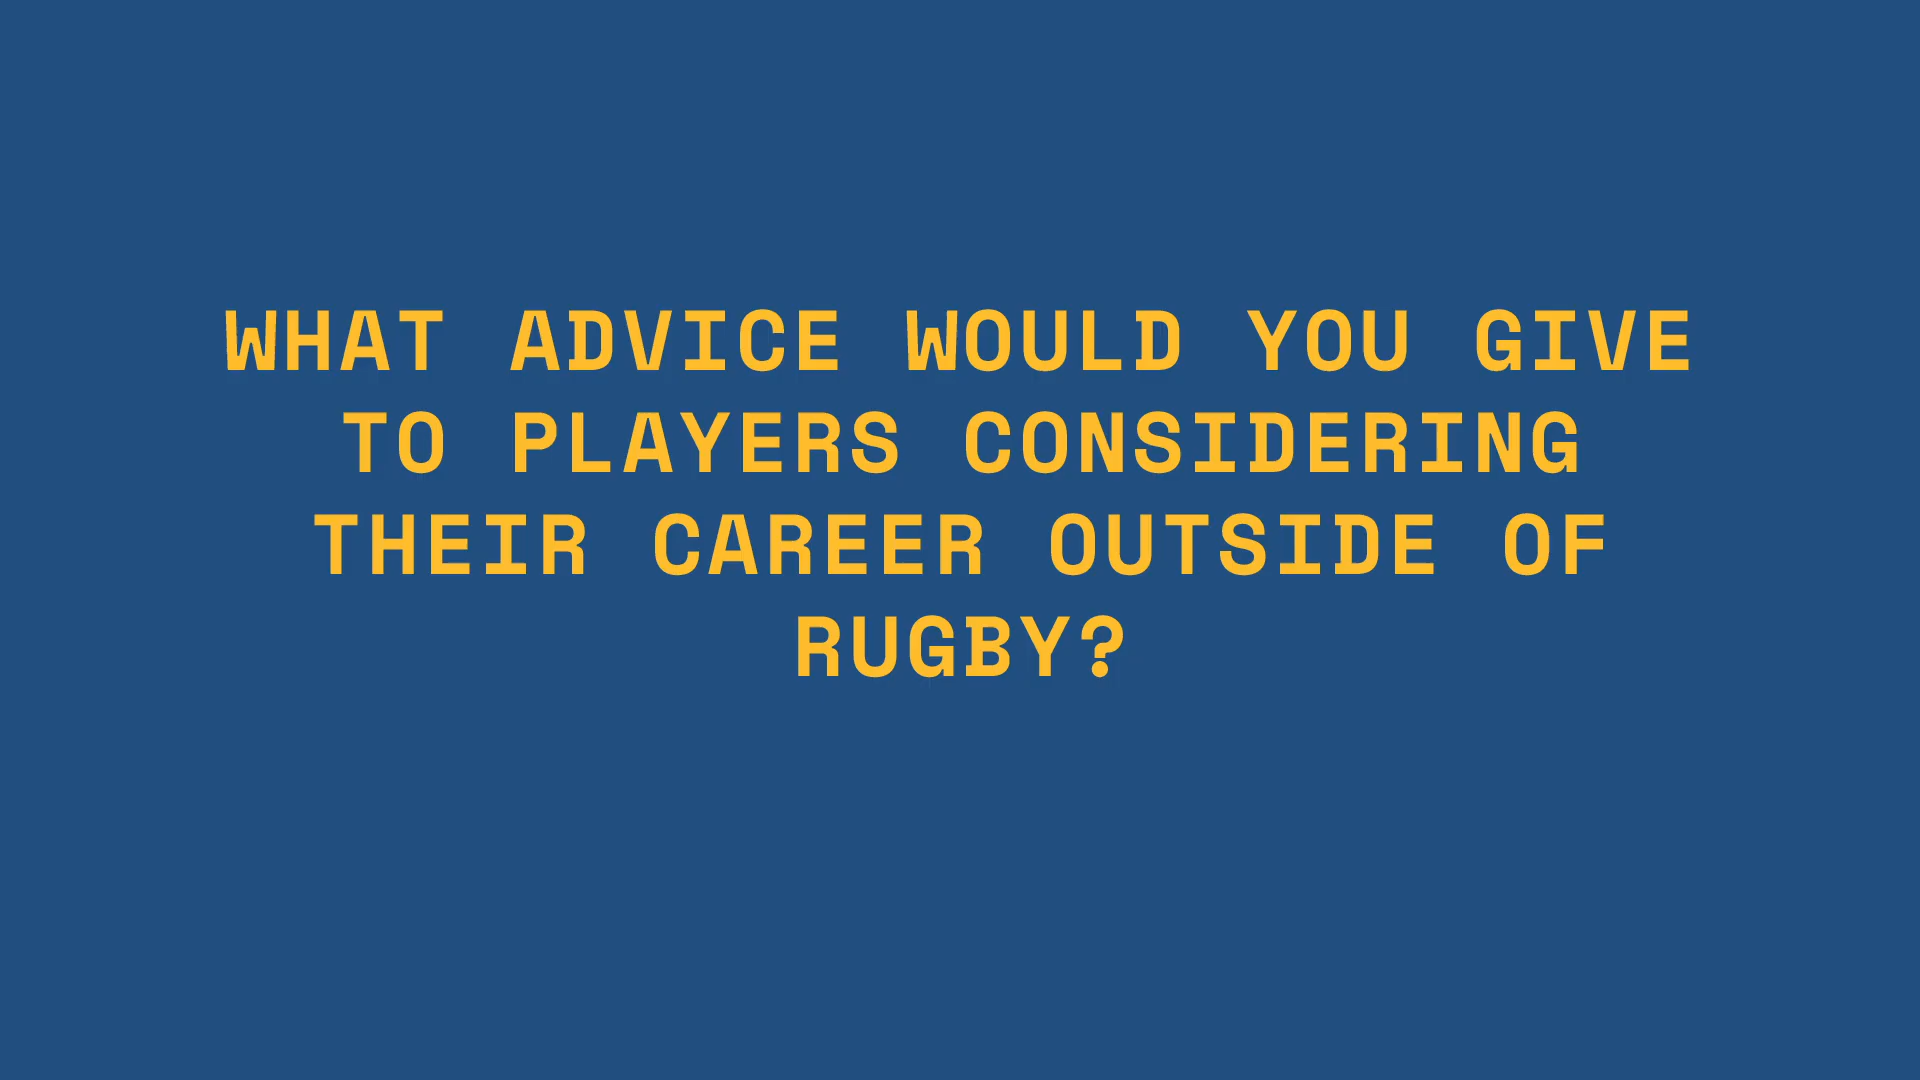 WHAT ADVICE WOULD YOU GIVE
TO PLAYERS CONSIDERING
THEIR CAREER OUTSIDE OF
RUGBY?